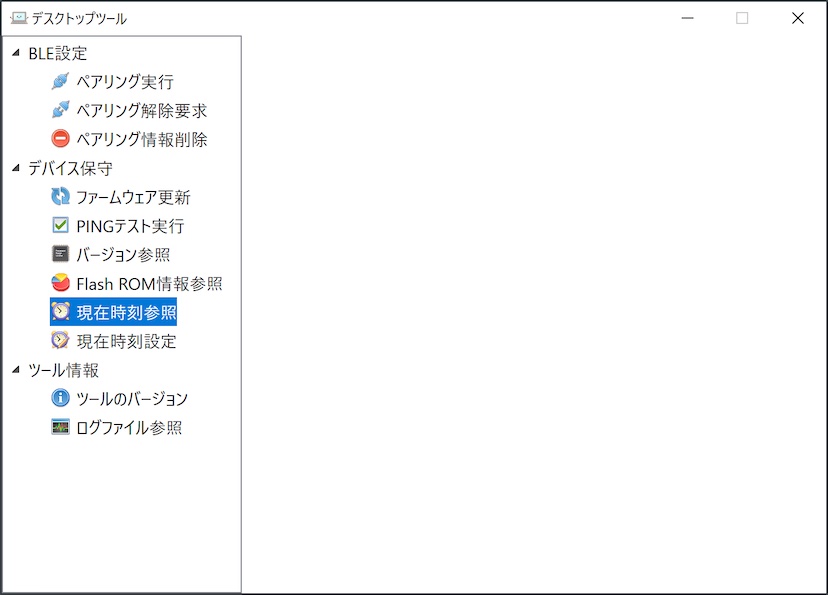 デスクトップツール
BLE設定
ペアリング実行
ペアリング解除要求
ペアリング情報削除
デバイス保守
ファームウェア更新
PINGテスト実行
バージョン参照
Flash ROM情報参照
現在時刻参照
現在時刻設定
ツール情報
ツールのバージョン
ログファイル参照